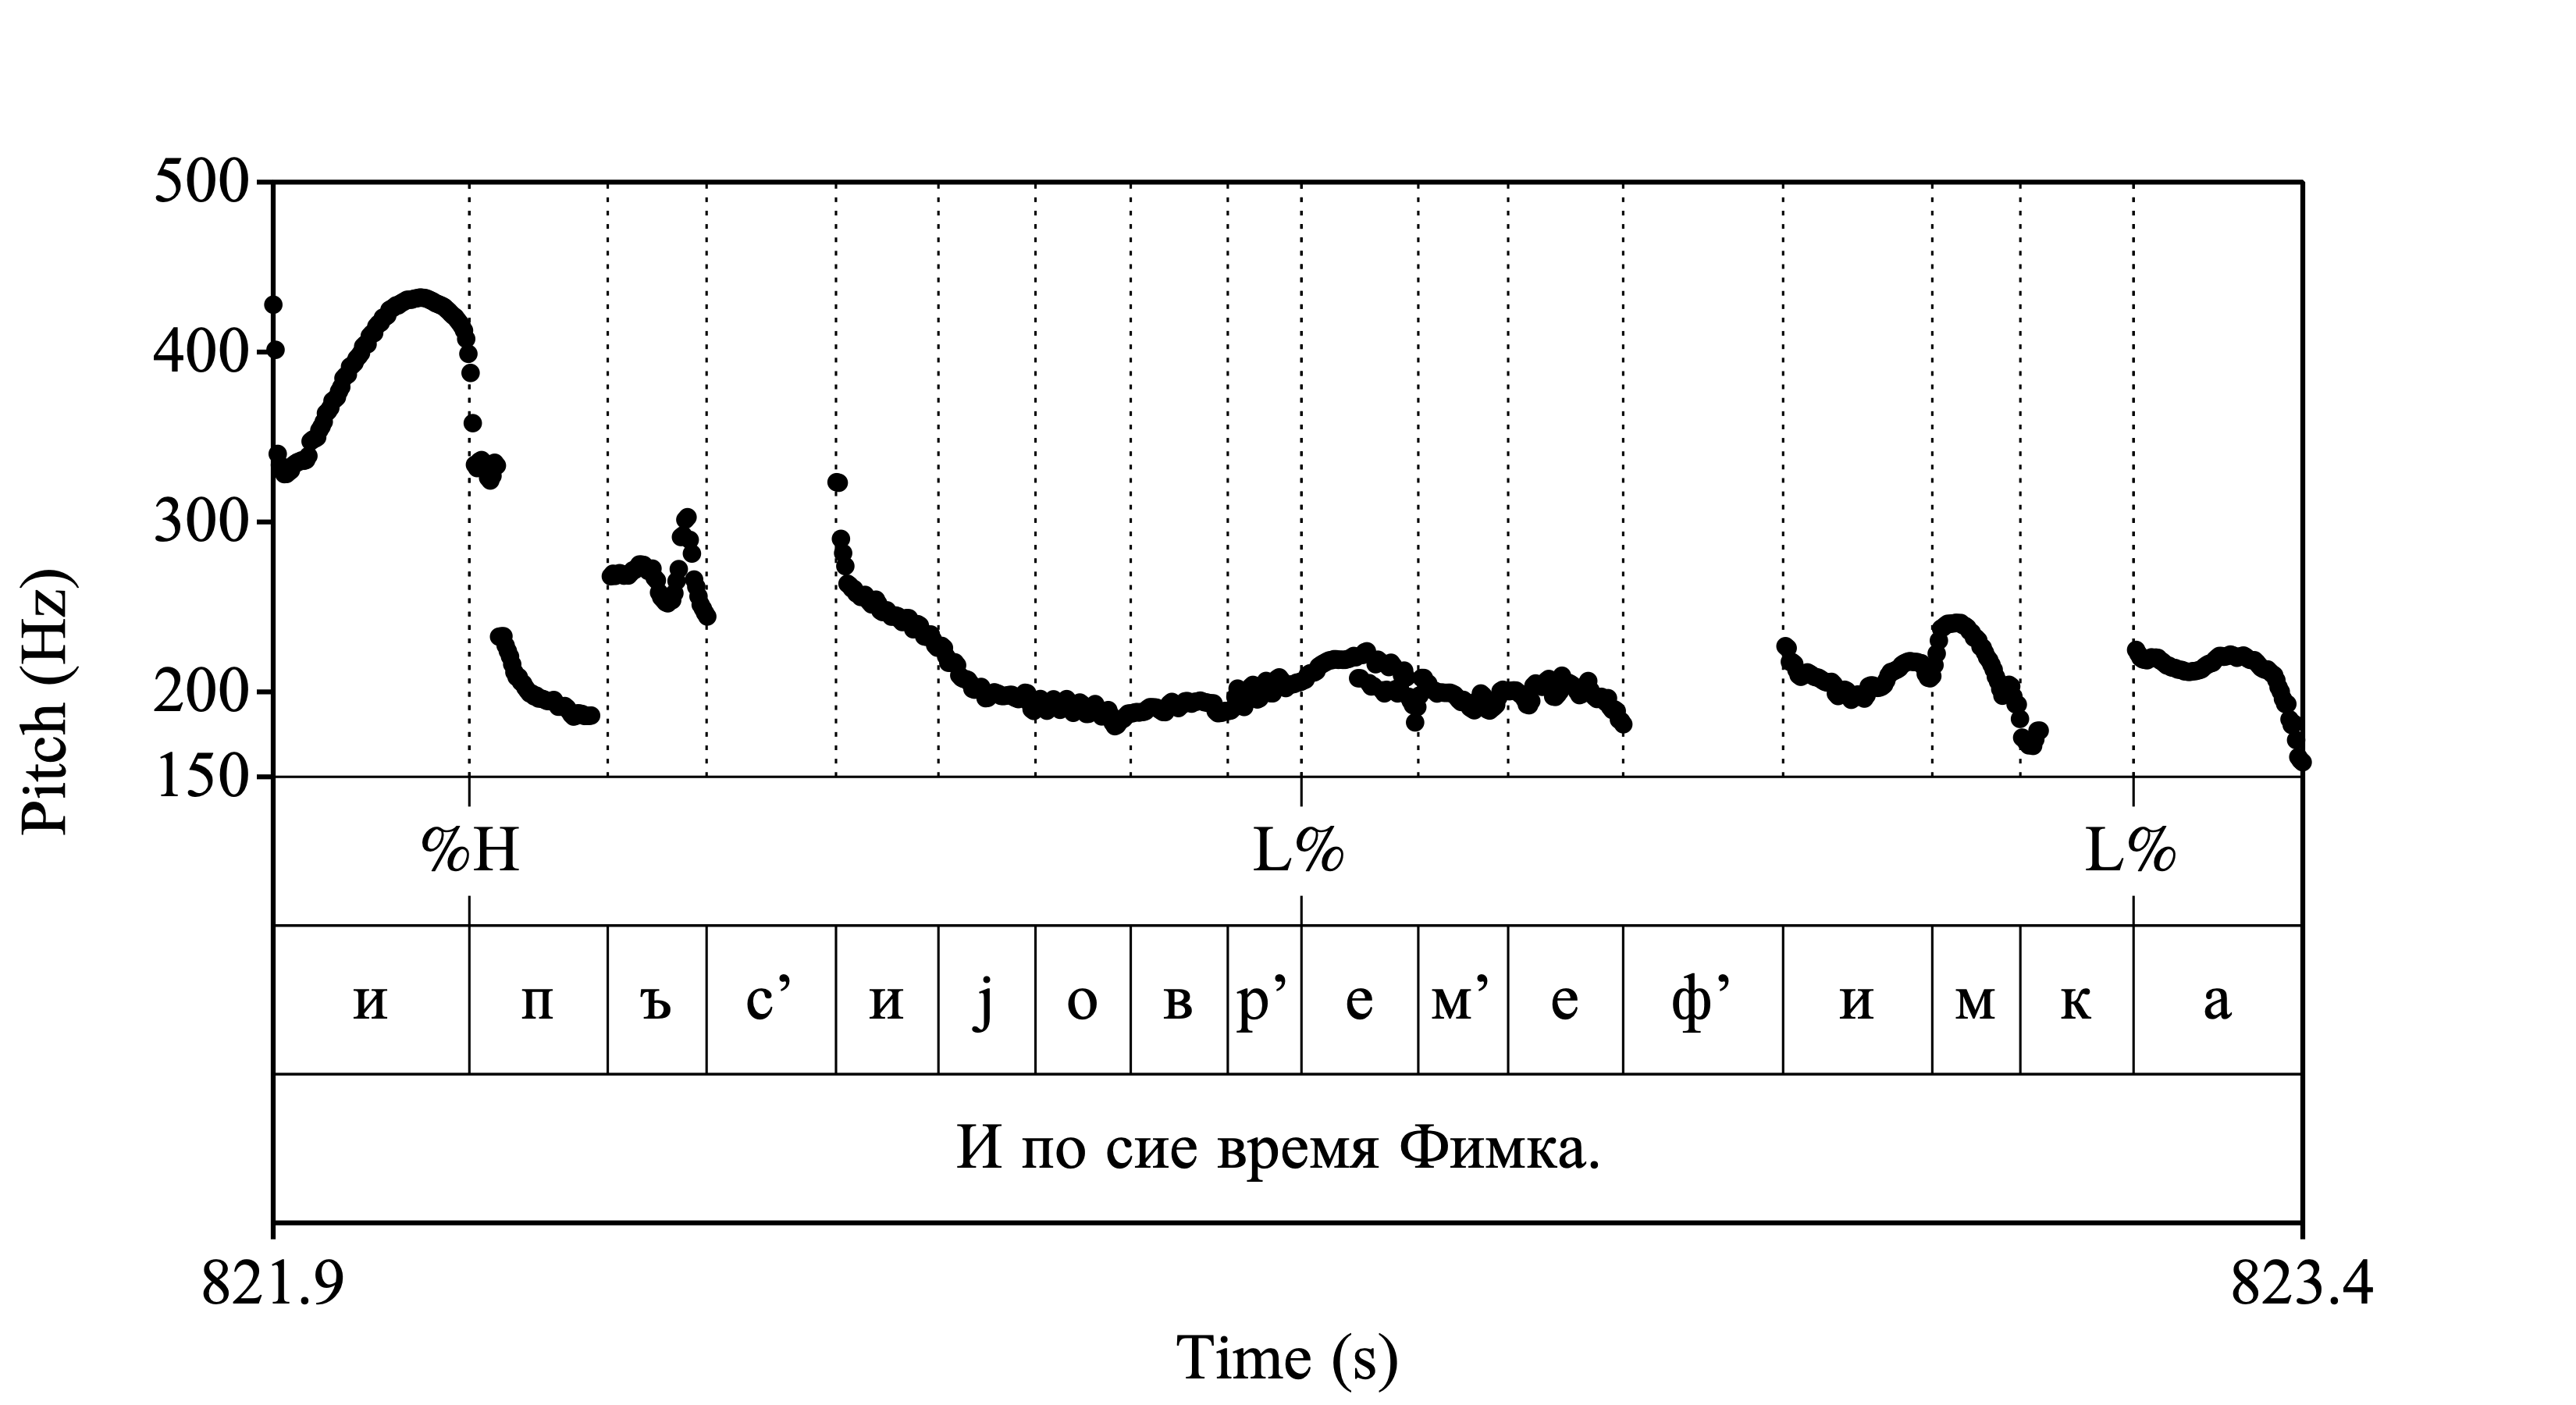 500
400
300
200
150
Pitch (Hz)
%H L% L%
и п ъ с’ и j о в р’ е м’ е ф’ и м к а
И по сие время Фимка.
821.9 823.4
Time (s)